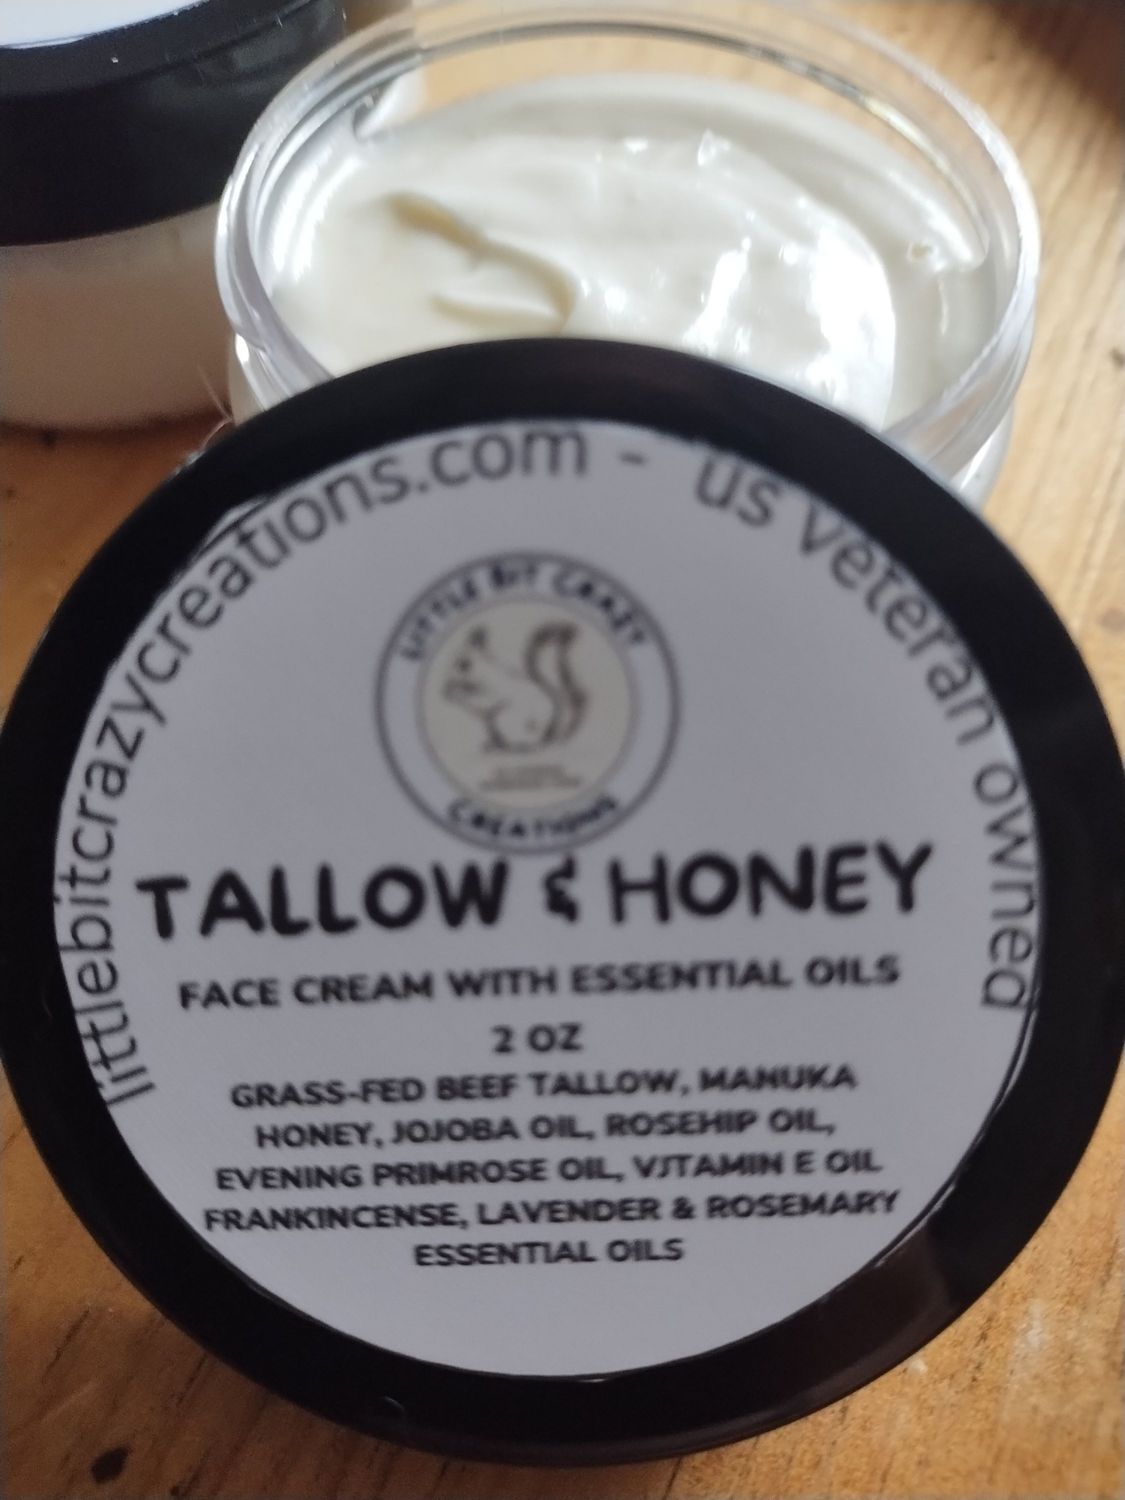 littlebitcrazycreations.com - us veteran owned
LITTLE BIT CRAZY
CREATIONS
TALLOW & HONEY
FACE CREAM WITH ESSENTIAL OILS
2 OZ
GRASS-FED BEEF TALLOW, MANUKA
HONEY, JOJOBA OIL, ROSEHIP OIL,
EVENING PRIMROSE OIL, VITAMIN E OIL
FRANKINCENSE, LAVENDER & ROSEMARY
ESSENTIAL OILS